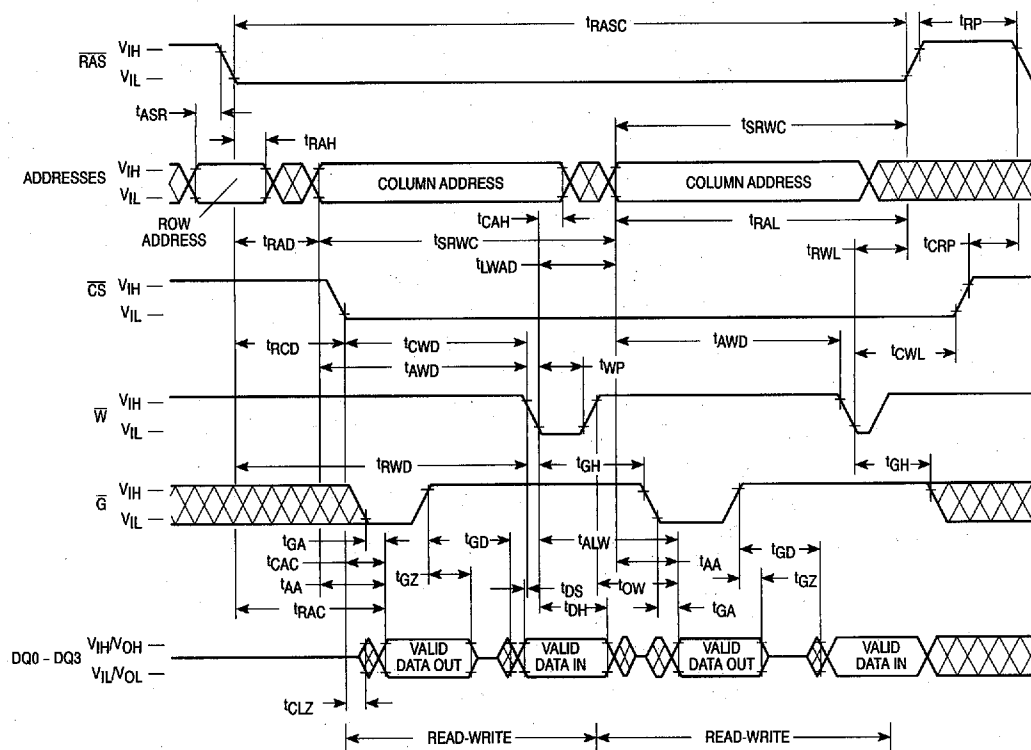 tRASC
tRP
RAS
VIH
VIL
tASR
tRAH
tSRWC
ADDRESSES
VIH
VIL
COLUMN ADDRESS
COLUMN ADDRESS
ROW ADDRESS
tCAH
tRAL
tRAD
tSRWC
tRWL
tCRP
tLWAD
CS
VIH
VIL
tRCD
tCWD
tAWD
tCWL
tAWD
tWP
W
VIH
VIL
tRWD
tGH
tGH
G
VIH
VIL
tGA
tGD
tALW
tGD
tCAC
tAA
tAA
tGZ
tDS
tOW
tGZ
tRAC
tDH
tGA
DQ0 – DQ3
VIH/VOH
VIL/VOL
VALID DATA OUT
VALID DATA IN
VALID DATA OUT
VALID DATA IN
tCLZ
READ-WRITE
READ-WRITE